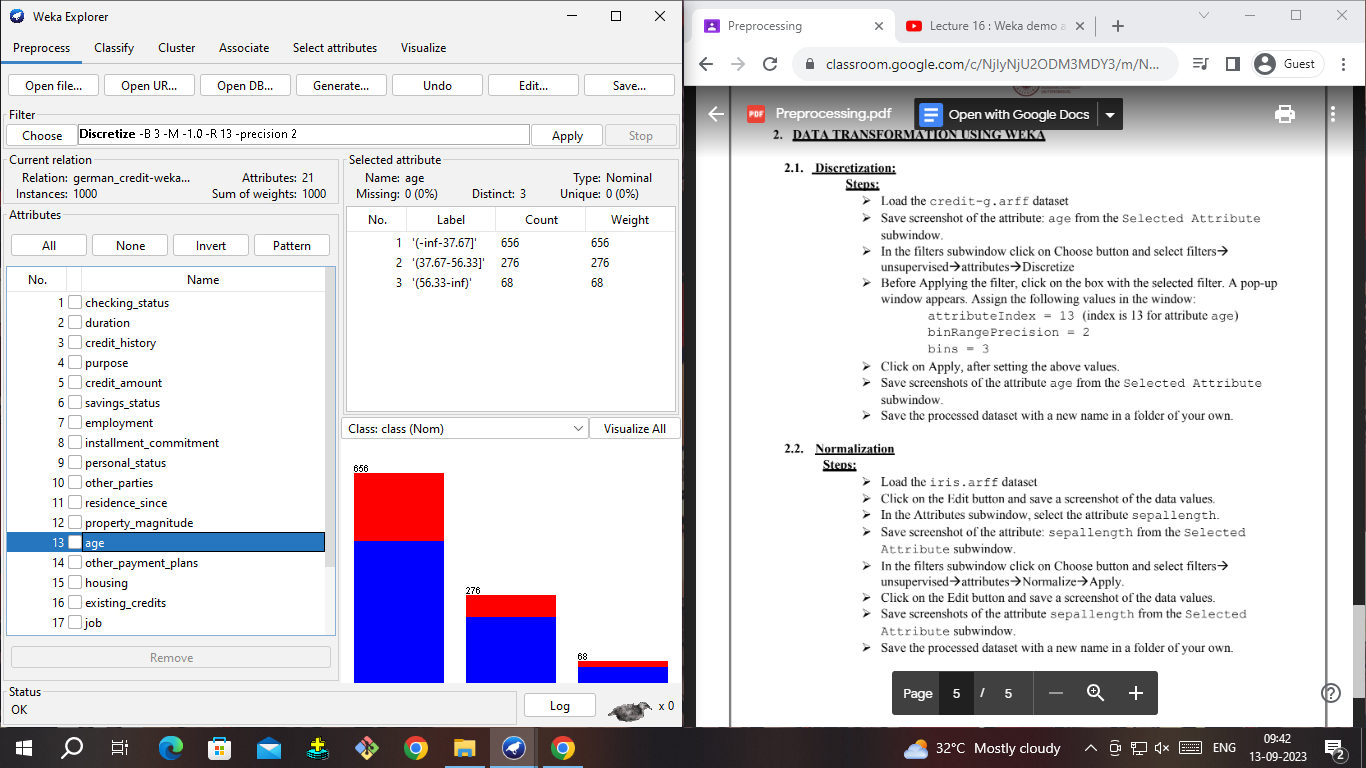 Weka Explorer
Preprocess Classify Cluster Associate Select attributes Visualize
Open file... Open UR... Open DB... Generate... Undo Edit... Save...
Filter
Choose Discretize -B 3 -M -1.0 -R 13 -precision 2 Apply Stop
Current relation
Relation: german_credit-weka... Attributes: 21
Instances: 1000 Sum of weights: 1000
Attributes
All None Invert Pattern
No. Name
1 checking_status
2 duration
3 credit_history
4 purpose
5 credit_amount
6 savings_status
7 employment
8 installment_commitment
9 personal_status
10 other_parties
11 residence_since
12 property_magnitude
13 age
14 other_payment_plans
15 housing
16 existing_credits
17 job
Remove
Selected attribute
Name: age Type: Nominal
Missing: 0 (0%) Distinct: 3 Unique: 0 (0%)
No. Label Count Weight
1 '(-inf-37.67]' 656 656
2 '(37.67-56.33]' 276 276
3 '(56.33-inf)' 68 68
Class: class (Nom) Visualize All
656
276
68
Status
OK
Log x 0
Preprocessing Lecture 16 : Weka demo a
classroom.google.com/c/NjIyNjU2ODM3MDY3/m/N... Guest
PDF Preprocessing.pdf Open with Google Docs
2. DATA TRANSFORMATION USING WEKA
2.1. Discretization:
Steps:
➢ Load the credit-g.arff dataset
➢ Save screenshot of the attribute: age from the Selected Attribute
subwindow.
➢ In the filters subwindow click on Choose button and select filters→
unsupervised→attributes→Discretize
➢ Before Applying the filter, click on the box with the selected filter. A pop-up
window appears. Assign the following values in the window:
attributeIndex = 13 (index is 13 for attribute age)
binRangePrecision = 2
bins = 3
➢ Click on Apply, after setting the above values.
➢ Save screenshots of the attribute age from the Selected Attribute
subwindow.
➢ Save the processed dataset with a new name in a folder of your own.
2.2. Normalization
Steps:
➢ Load the iris.arff dataset
➢ Click on the Edit button and save a screenshot of the data values.
➢ In the Attributes subwindow, select the attribute sepallength.
➢ Save screenshot of the attribute: sepallength from the Selected
Attribute subwindow.
➢ In the filters subwindow click on Choose button and select filters→
unsupervised→attributes→Normalize→Apply.
➢ Click on the Edit button and save a screenshot of the data values.
➢ Save screenshots of the attribute sepallength from the Selected
Attribute subwindow.
➢ Save the processed dataset with a new name in a folder of your own.
Page 5 / 5
32°C Mostly cloudy ENG 09:42
13-09-2023 2